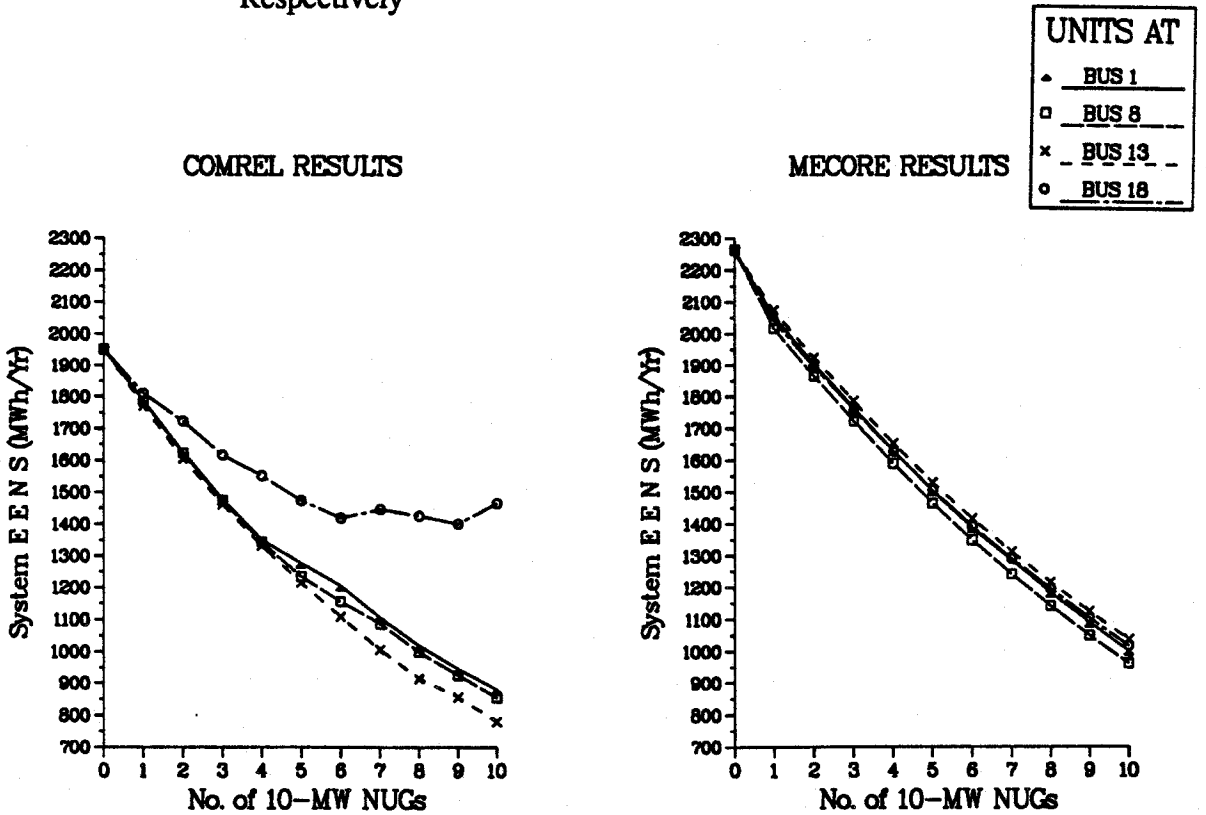 Respectively
UNITS AT
BUS 1
BUS 8
BUS 13
BUS 18
COMREL RESULTS
System E E N S (MWh/Yr)
2300
2200
2100
2000
1900
1800
1700
1600
1500
1400
1300
1200
1100
1000
900
800
700
0 1 2 3 4 5 6 7 8 9 10
No. of 10-MW NUGs
MECORE RESULTS
System E E N S (MWh/Yr)
2300
2200
2100
2000
1900
1800
1700
1600
1500
1400
1300
1200
1100
1000
900
800
700
0 1 2 3 4 5 6 7 8 9 10
No. of 10-MW NUGs